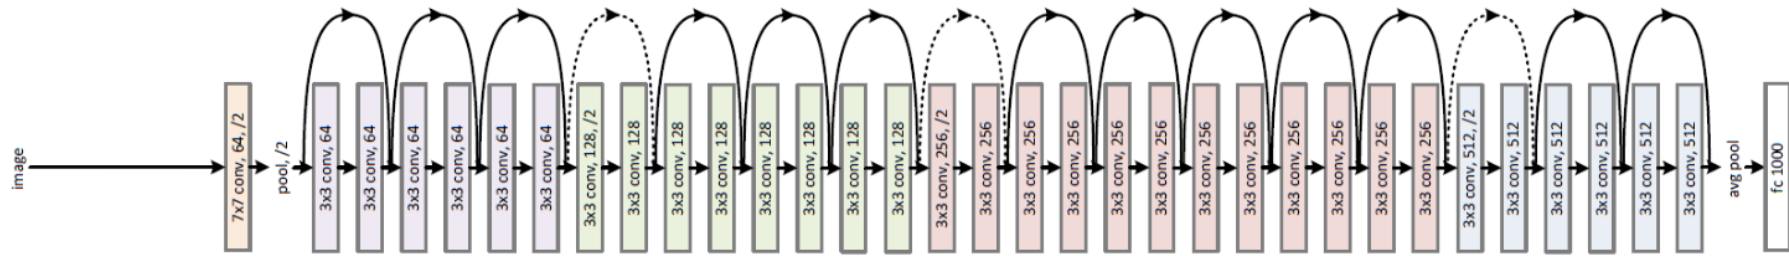 image
7x7 conv, 64, /2
pool, /2
3x3 conv, 64
3x3 conv, 64
3x3 conv, 64
3x3 conv, 64
3x3 conv, 64
3x3 conv, 64
3x3 conv, 128, /2
3x3 conv, 128
3x3 conv, 128
3x3 conv, 128
3x3 conv, 128
3x3 conv, 128
3x3 conv, 128
3x3 conv, 128
3x3 conv, 256, /2
3x3 conv, 256
3x3 conv, 256
3x3 conv, 256
3x3 conv, 256
3x3 conv, 256
3x3 conv, 256
3x3 conv, 256
3x3 conv, 256
3x3 conv, 256
3x3 conv, 256
3x3 conv, 256
3x3 conv, 512, /2
3x3 conv, 512
3x3 conv, 512
3x3 conv, 512
3x3 conv, 512
3x3 conv, 512
avg pool
fc 1000